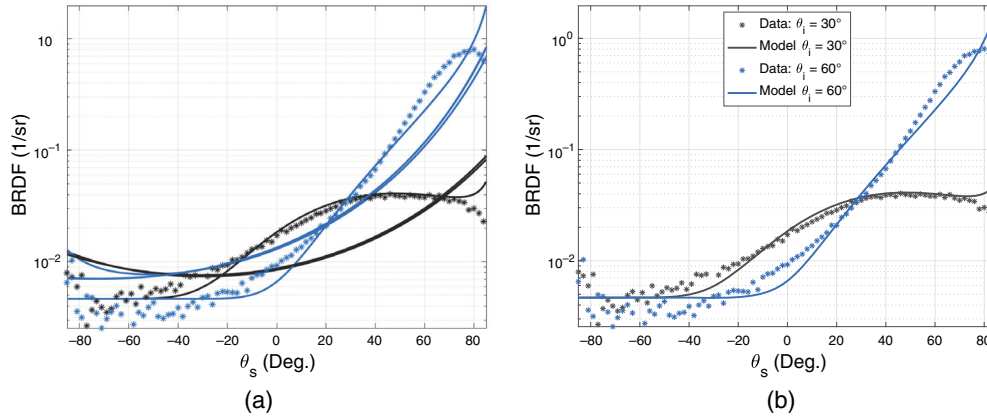 10
10⁻¹
10⁻²
BRDF (1/sr)
−80 −60 −40 −20 0 20 40 60 80
θs (Deg.)
(a)
10⁰
10⁻¹
10⁻²
BRDF (1/sr)
Data: θi = 30°
Model θi = 30°
Data: θi = 60°
Model θi = 60°
−80 −60 −40 −20 0 20 40 60 80
θs (Deg.)
(b)